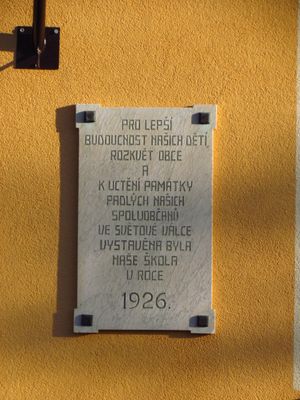 PRO LEPŠÍ
BUDOUCNOST NAŠICH DĚTÍ,
ROZKVĚT OBCE
A
K UCTĚNÍ PAMÁTKY
PADLÝCH NAŠICH
SPOLUOBČANŮ
VE SVĚTOVÉ VÁLCE
VYSTAVĚNA BYLA
NAŠE ŠKOLA
V ROCE
1926.